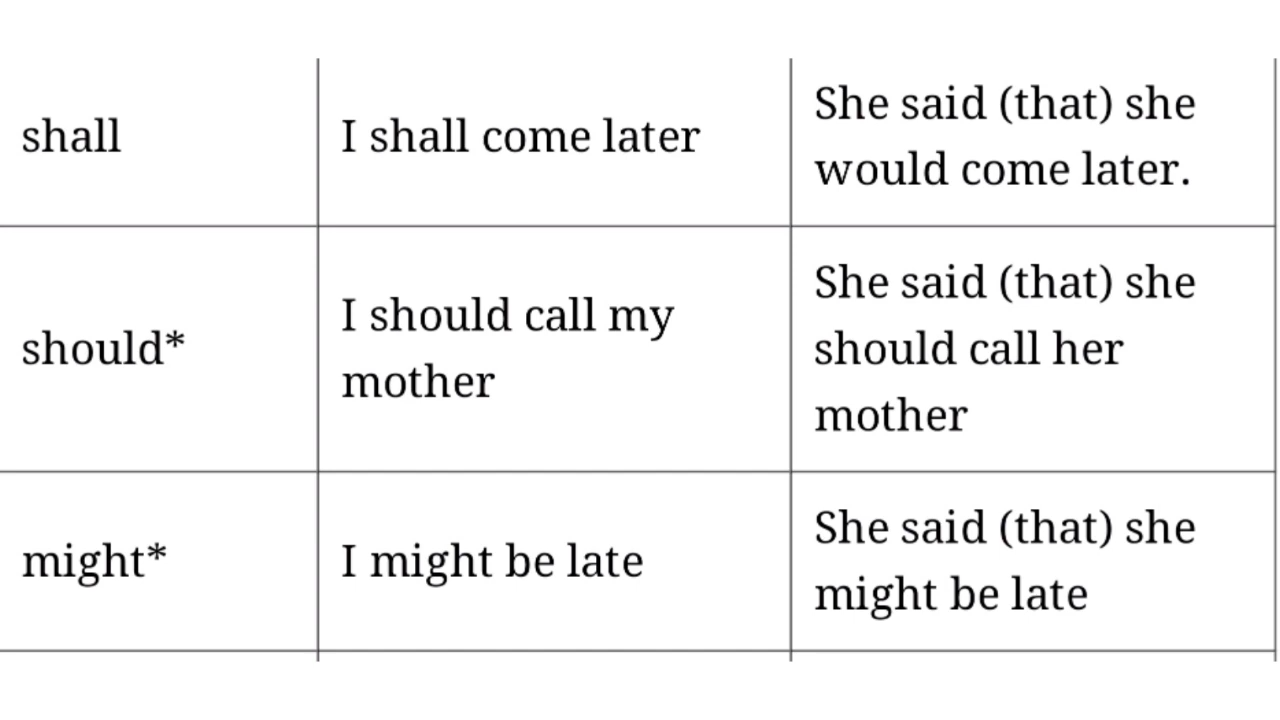 shall
I shall come later
She said (that) she
would come later.
should*
I should call my
mother
She said (that) she
should call her
mother
might*
I might be late
She said (that) she
might be late